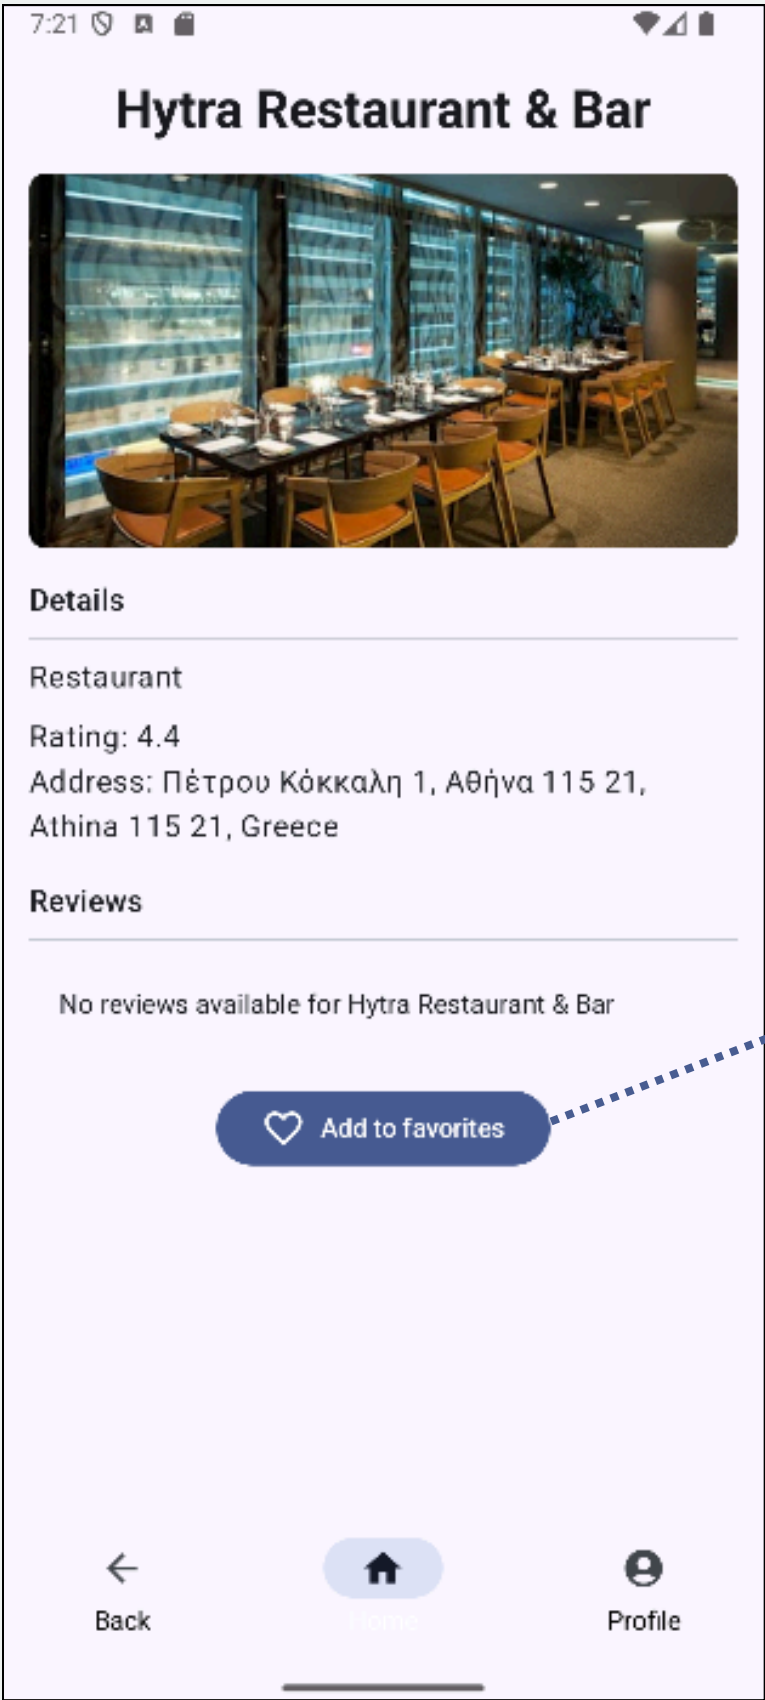 7:21
Hytra Restaurant & Bar
Details
Restaurant
Rating: 4.4
Address: Πέτρου Κόκκαλη 1, Αθήνα 115 21,
Athina 115 21, Greece
Reviews
No reviews available for Hytra Restaurant & Bar
Add to favorites
Back
Home
Profile